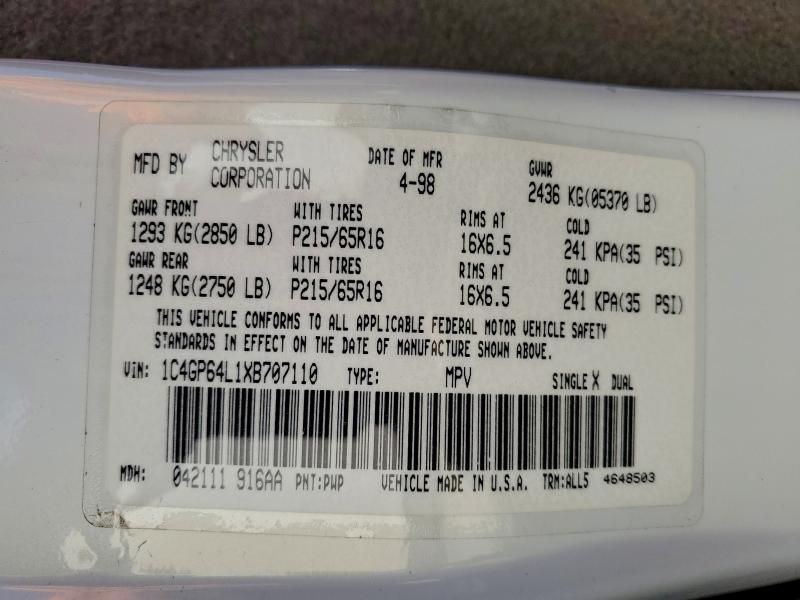 MFD BY CHRYSLER CORPORATION DATE OF MFR 4-98 GVWR 2436 KG(05370 LB)
GAWR FRONT WITH TIRES RIMS AT COLD
1293 KG(2850 LB) P215/65R16 16X6.5 241 KPA(35 PSI)
GAWR REAR WITH TIRES RIMS AT COLD
1248 KG(2750 LB) P215/65R16 16X6.5 241 KPA(35 PSI)
THIS VEHICLE CONFORMS TO ALL APPLICABLE FEDERAL MOTOR VEHICLE SAFETY
STANDARDS IN EFFECT ON THE DATE OF MANUFACTURE SHOWN ABOVE.
VIN: 1C4GP64L1XB707110 TYPE: MPV SINGLE X DUAL
MDH: 042111 916AA PNT:PWP VEHICLE MADE IN U.S.A. TRM:ALL5 4648503